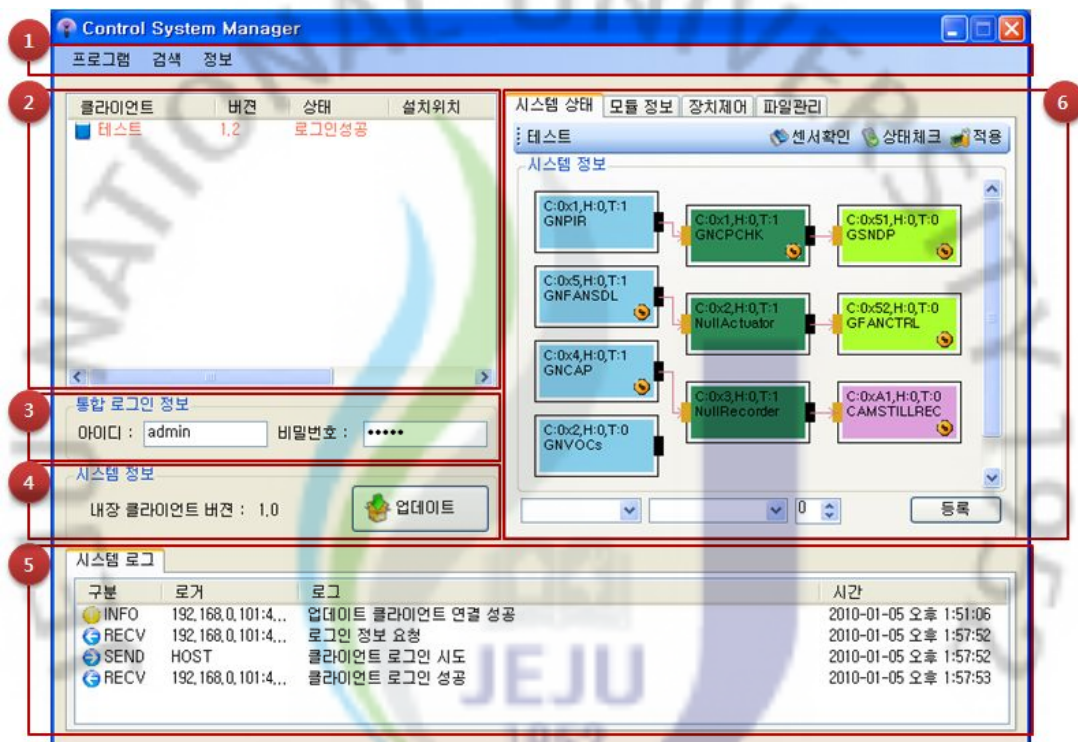 Control System Manager
1
프로그램 검색 정보
2
클라이언트 버젼 상태 설치위치
테스트 1.2 로그인성공
3
통합 로그인 정보
아이디 : admin 비밀번호 : •••••
4
시스템 정보
내장 클라이언트 버젼 : 1.0 업데이트
6
시스템 상태 모듈 정보 장치제어 파일관리
테스트 센서확인 상태체크 적용
시스템 정보
C:0x1,H:0,T:1
GNPIR
C:0x1,H:0,T:1
GNCPCHK
C:0x51,H:0,T:0
GSNDP
C:0x5,H:0,T:1
GNFANSDL
C:0x2,H:0,T:1
NullActuator
C:0x52,H:0,T:0
GFANCTRL
C:0x4,H:0,T:1
GNCAP
C:0x3,H:0,T:1
NullRecorder
C:0xA1,H:0,T:0
CAMSTILLREC
C:0x2,H:0,T:0
GNVOCs
0 등록
5
시스템 로그
구분 로거 로그 시간
INFO 192.168.0.101:4... 업데이트 클라이언트 연결 성공 2010-01-05 오후 1:51:06
RECV 192.168.0.101:4... 로그인 정보 요청 2010-01-05 오후 1:57:52
SEND HOST 클라이언트 로그인 시도 2010-01-05 오후 1:57:52
RECV 192.168.0.101:4... 클라이언트 로그인 성공 2010-01-05 오후 1:57:53
JEJU
1952